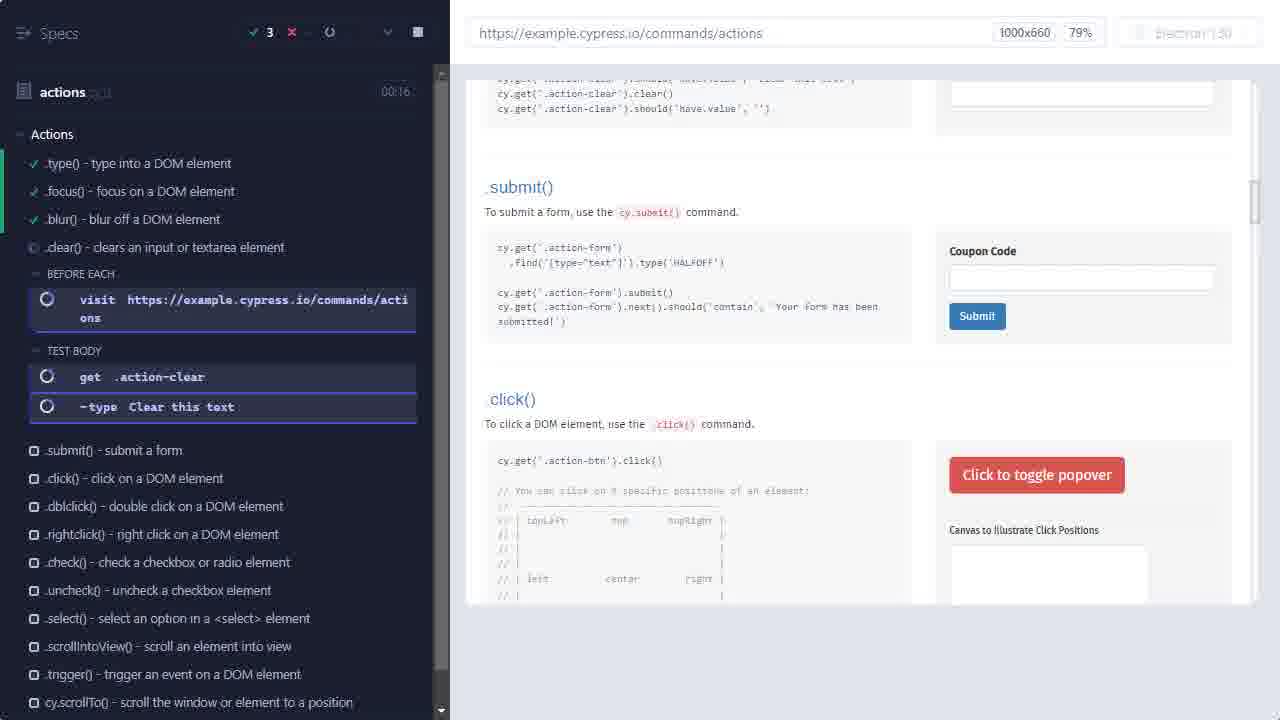 Specs
3
https://example.cypress.io/commands/actions
1000x660
79%
actions
00:16
Actions
.type() - type into a DOM element
.focus() - focus on a DOM element
.blur() - blur off a DOM element
.clear() - clears an input or textarea element
BEFORE EACH
visit https://example.cypress.io/commands/acti
ons
TEST BODY
get .action-clear
-type Clear this text
.submit() - submit a form
.click() - click on a DOM element
.dblclick() - double click on a DOM element
.rightclick() - right click on a DOM element
.check() - check a checkbox or radio element
.uncheck() - uncheck a checkbox element
.select() - select an option in a <select> element
.scrollIntoView() - scroll an element into view
.trigger() - trigger an event on a DOM element
cy.scrollTo() - scroll the window or element to a position
cy.get('.action-clear').clear()
cy.get('.action-clear').should('have.value', '')
.submit()
To submit a form, use the cy.submit() command.
cy.get('.action-form')
.find('[type="text"]').type('HALFOFF')
cy.get('.action-form').submit()
cy.get('.action-form').next().should('contain', 'Your form has been
submitted!')
Coupon Code
Submit
.click()
To click a DOM element, use the .click() command.
cy.get('.action-btn').click()
// You can click on 9 specific positions of an element:
// | topLeft top topRight |
// | |
// | |
// | |
// | left center right |
// |
Click to toggle popover
Canvas to Illustrate Click Positions